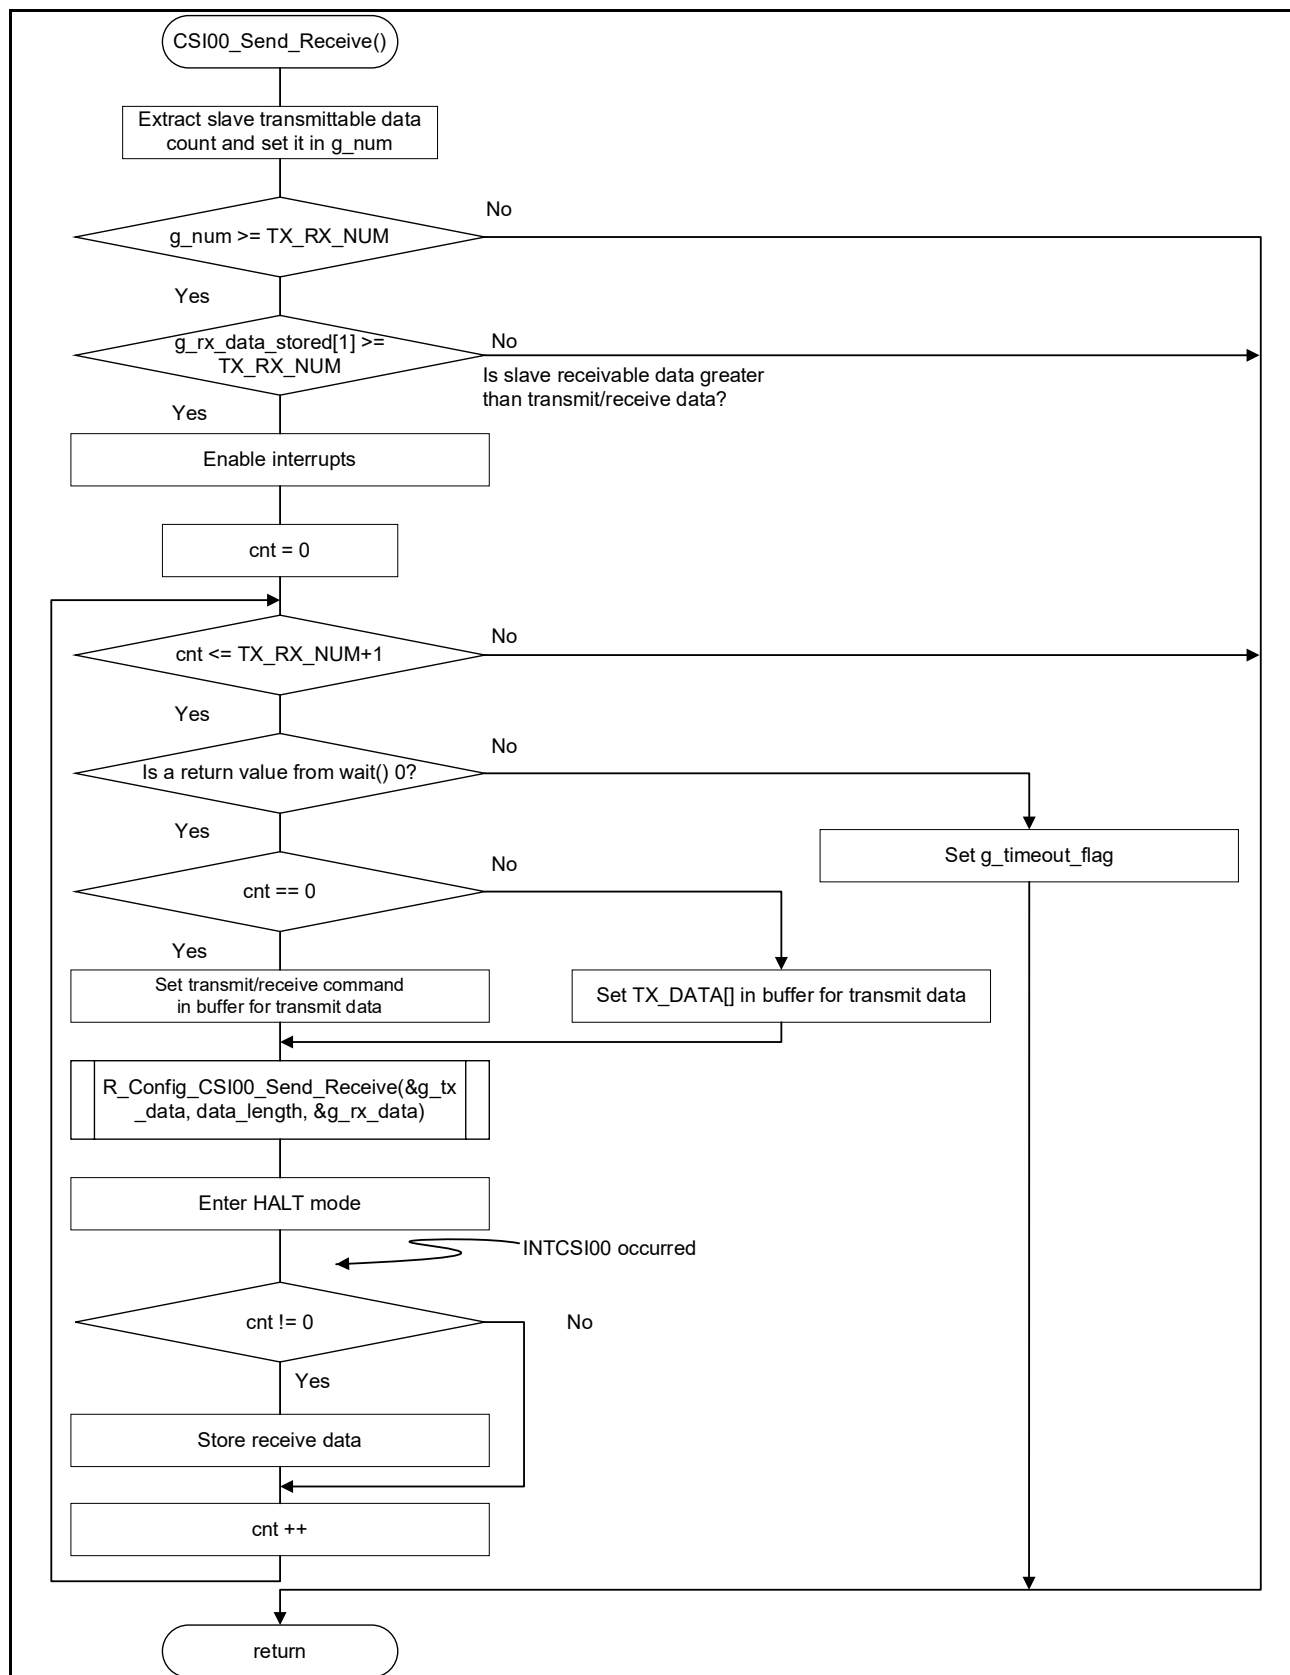 CSI00_Send_Receive()
Extract slave transmittable data
count and set it in g_num
No
g_num >= TX_RX_NUM
Yes
g_rx_data_stored[1] >=
TX_RX_NUM
No
Is slave receivable data greater
than transmit/receive data?
Yes
Enable interrupts
cnt = 0
No
cnt <= TX_RX_NUM+1
Yes
No
Is a return value from wait() 0?
Yes
Set g_timeout_flag
No
cnt == 0
Yes
Set transmit/receive command
in buffer for transmit data
Set TX_DATA[] in buffer for transmit data
R_Config_CSI00_Send_Receive(&g_tx
_data, data_length, &g_rx_data)
Enter HALT mode
INTCSI00 occurred
cnt != 0
No
Yes
Store receive data
cnt ++
return